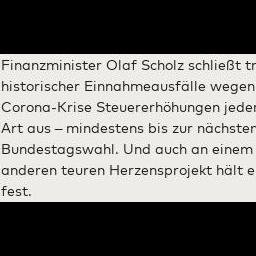 Finanzminister Olaf Scholz schließt tr
historischer Einnahmeausfälle wegen
Corona-Krise Steuererhöhungen jeder
Art aus – mindestens bis zur nächsten
Bundestagswahl. Und auch an einem
anderen teuren Herzensprojekt hält e
fest.